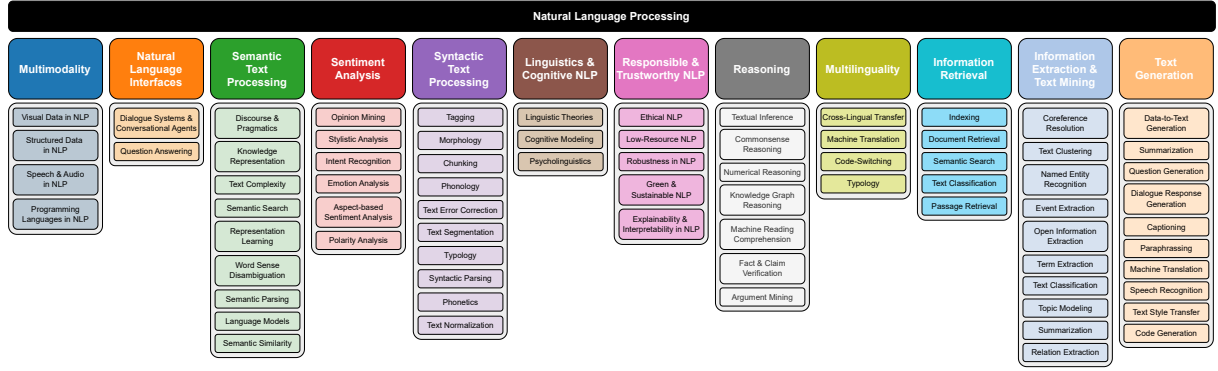 Natural Language Processing
Multimodality
Visual Data in NLP
Structured Data
in NLP
Speech & Audio
in NLP
Programming
Languages in NLP
Natural
Language
Interfaces
Dialogue Systems &
Conversational Agents
Question Answering
Semantic
Text
Processing
Discourse &
Pragmatics
Knowledge
Representation
Text Complexity
Semantic Search
Representation
Learning
Word Sense
Disambiguation
Semantic Parsing
Language Models
Semantic Similarity
Sentiment
Analysis
Opinion Mining
Stylistic Analysis
Intent Recognition
Emotion Analysis
Aspect-based
Sentiment Analysis
Polarity Analysis
Syntactic
Text
Processing
Tagging
Morphology
Chunking
Phonology
Text Error Correction
Text Segmentation
Typology
Syntactic Parsing
Phonetics
Text Normalization
Linguistics &
Cognitive NLP
Linguistic Theories
Cognitive Modeling
Psycholinguistics
Responsible &
Trustworthy NLP
Ethical NLP
Low-Resource NLP
Robustness in NLP
Green &
Sustainable NLP
Explainability &
Interpretability in NLP
Reasoning
Textual Inference
Commonsense
Reasoning
Numerical Reasoning
Knowledge Graph
Reasoning
Machine Reading
Comprehension
Fact & Claim
Verification
Argument Mining
Multilinguality
Cross-Lingual Transfer
Machine Translation
Code-Switching
Typology
Information
Retrieval
Indexing
Document Retrieval
Semantic Search
Text Classification
Passage Retrieval
Information
Extraction &
Text Mining
Coreference
Resolution
Text Clustering
Named Entity
Recognition
Event Extraction
Open Information
Extraction
Term Extraction
Text Classification
Topic Modeling
Summarization
Relation Extraction
Text
Generation
Data-to-Text
Generation
Summarization
Question Generation
Dialogue Response
Generation
Captioning
Paraphrassing
Machine Translation
Speech Recognition
Text Style Transfer
Code Generation